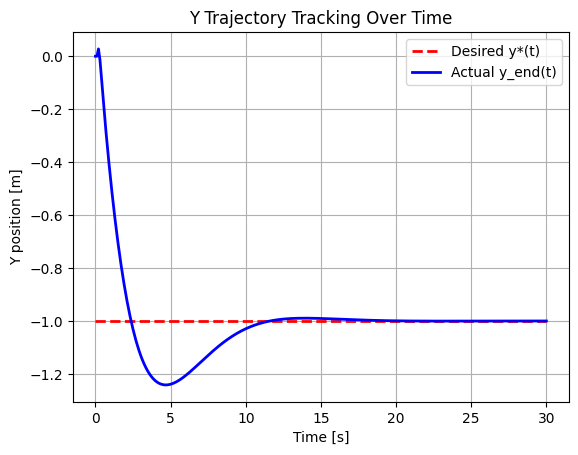 Y Trajectory Tracking Over Time
Desired y*(t)
Actual y_end(t)
Y position [m]
0.0
−0.2
−0.4
−0.6
−0.8
−1.0
−1.2
0 5 10 15 20 25 30
Time [s]